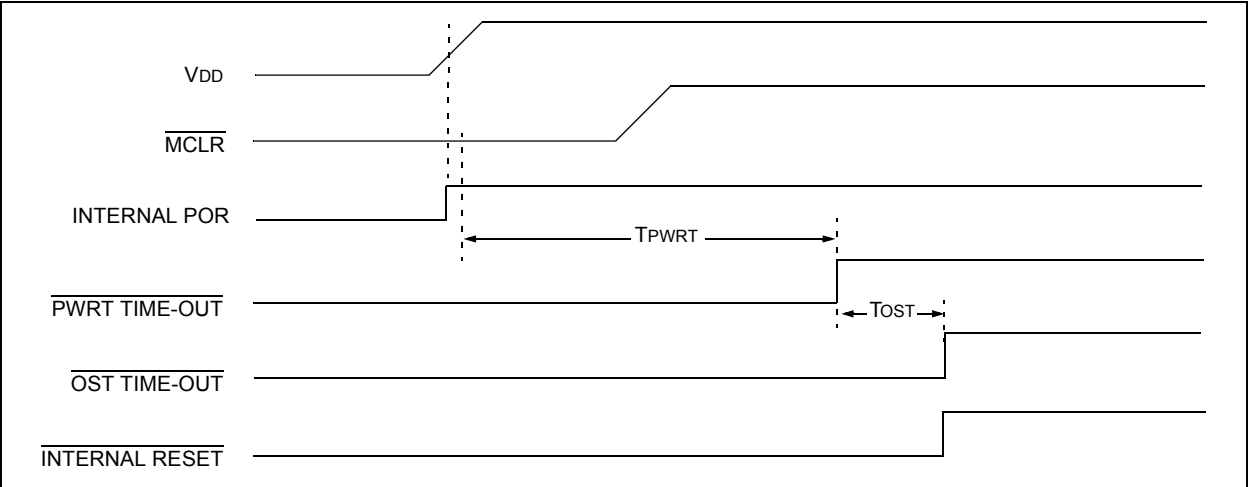 VDD
MCLR
INTERNAL POR
TPWRT
PWRT TIME-OUT
TOST
OST TIME-OUT
INTERNAL RESET